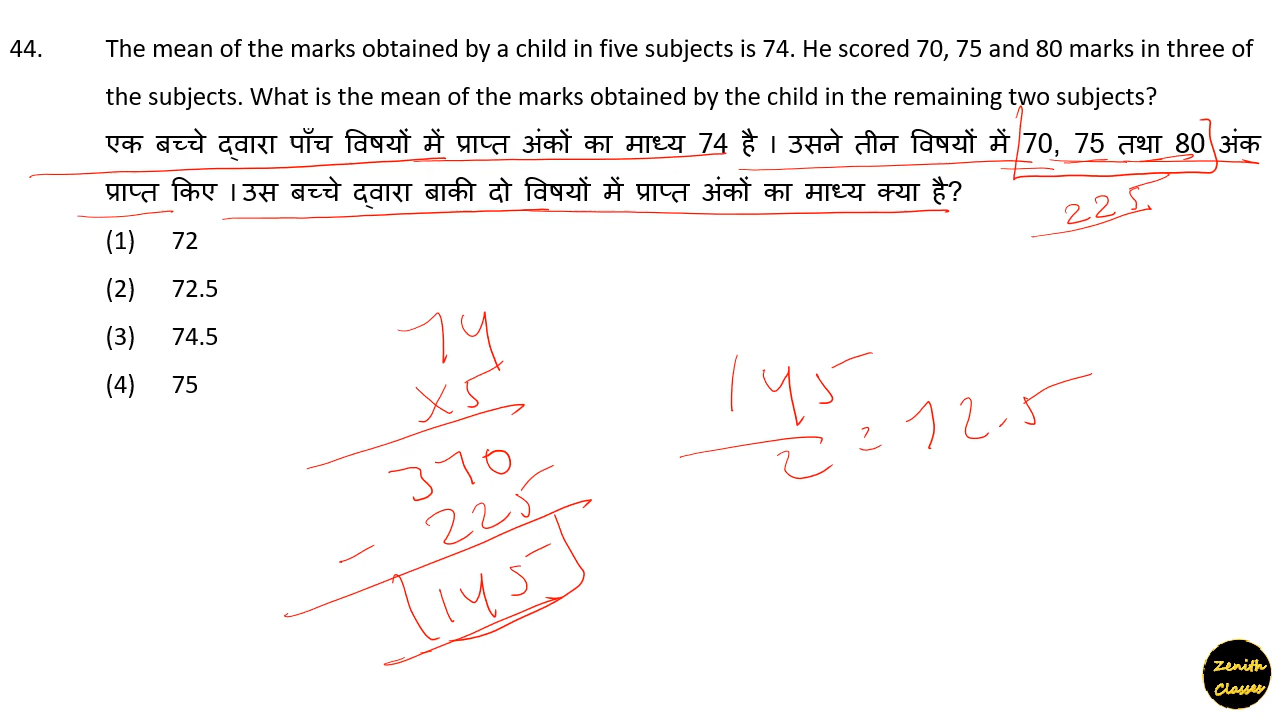 44. The mean of the marks obtained by a child in five subjects is 74. He scored 70, 75 and 80 marks in three of
the subjects. What is the mean of the marks obtained by the child in the remaining two subjects?
एक बच्चे द्वारा पाँच विषयों में प्राप्त अंकों का माध्य 74 है । उसने तीन विषयों में 70, 75 तथा 80 अंक
प्राप्त किए । उस बच्चे द्वारा बाकी दो विषयों में प्राप्त अंकों का माध्य क्या है?
225
(1) 72
(2) 72.5
(3) 74.5
(4) 75
74
x5
370
- 225
145
145
2 = 72.5
Zenith
Classes